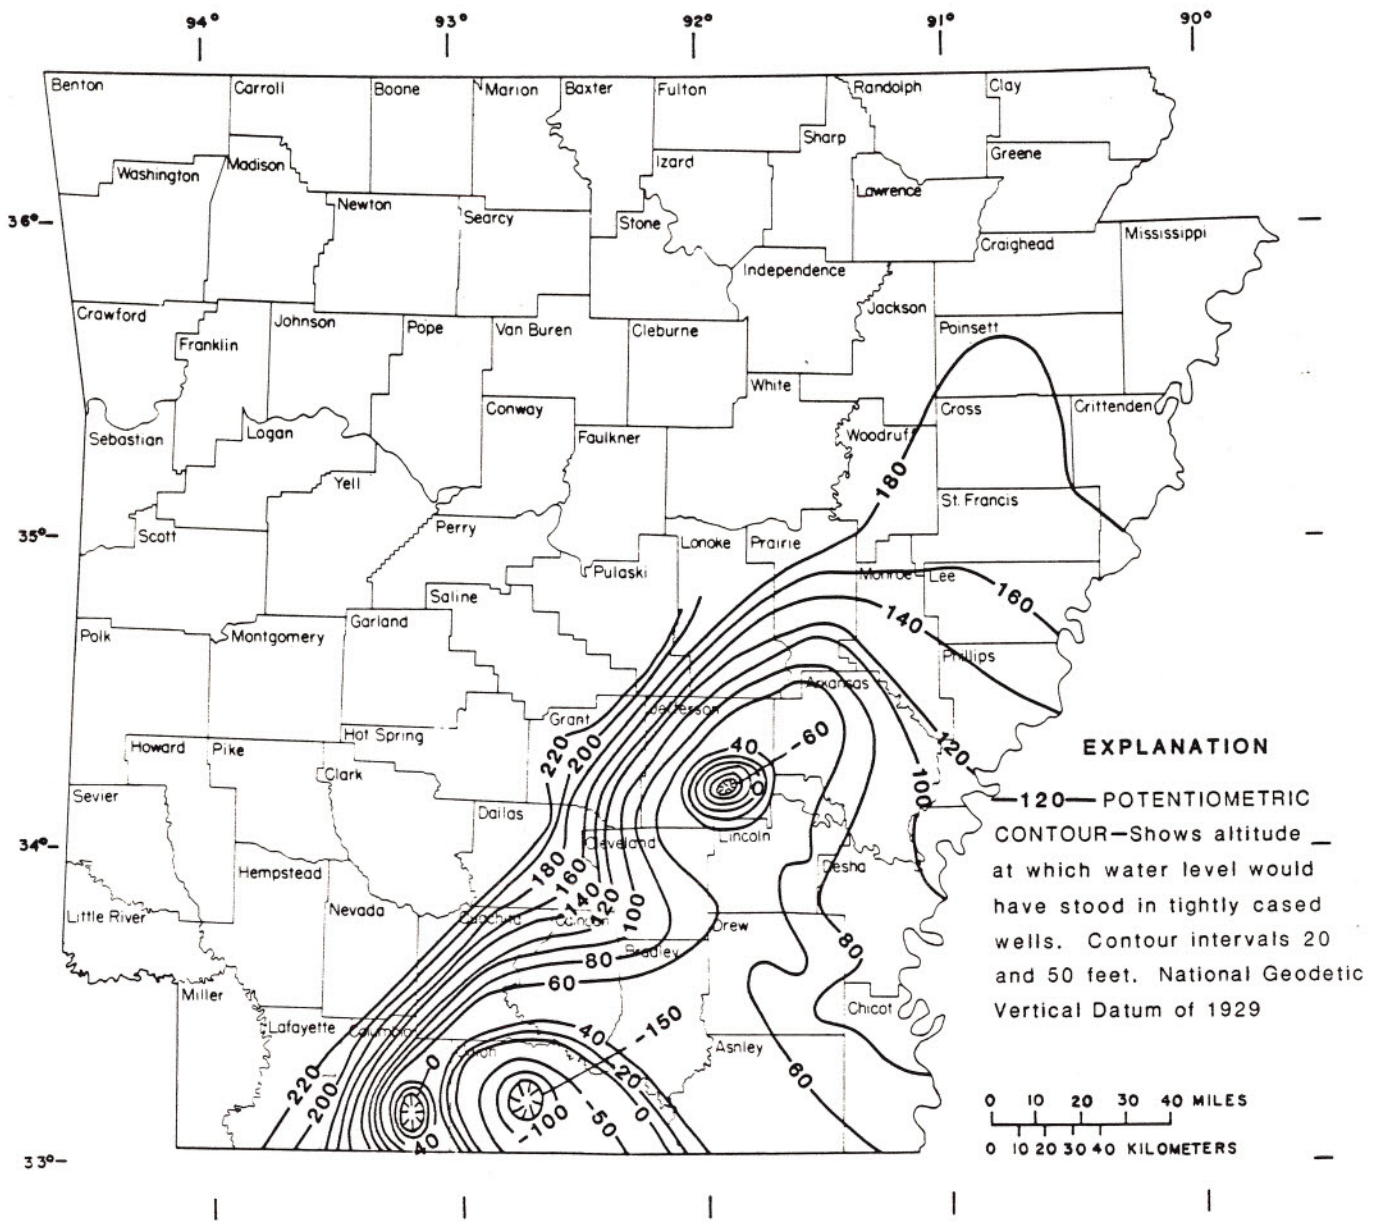 94° 93° 92° 91° 90°
Benton Carroll Boone Marion Baxter Fulton Randolph Clay
Sharp
Greene
Washington Madison Izard
Lawrence
Newton Searcy Stone
36°
Mississippi
Craighead
Independence
Crawford Johnson Pope Van Buren Cleburne Jackson
Poinsett
Franklin
White
Conway Cross Crittenden
Sebastian Logan Faulkner Woodruff
180
Yell
St. Francis
35°
Scott Perry Lonoke Prairie
Pulaski Monroe Lee
Saline 160
Garland 140
Polk Montgomery
Phillips
Arkansas
Grant Jefferson
Hot Spring
Howard Pike 220 200 40 -60 120
Clark
Sevier 0 100
Dallas
34°
Cleveland Lincoln
Hempstead 180 160 Desha
140 120 100
Little River Nevada Ouachita Calhoun Drew
Bradley 80
80
60
Miller
Lafayette Columbia Chicot
Union 40 -150 Ashley
220 200 0 20 60
-100 -50 0
40
33°
EXPLANATION
120 POTENTIOMETRIC
CONTOUR—Shows altitude
at which water level would
have stood in tightly cased
wells. Contour intervals 20
and 50 feet. National Geodetic
Vertical Datum of 1929
0 10 20 30 40 MILES
0 10 20 30 40 KILOMETERS